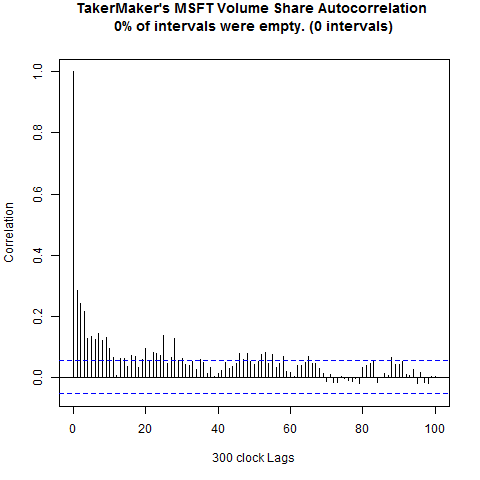 TakerMaker's MSFT Volume Share Autocorrelation
0% of intervals were empty. (0 intervals)
Correlation
1.0
0.8
0.6
0.4
0.2
0.0
0 20 40 60 80 100
300 clock Lags